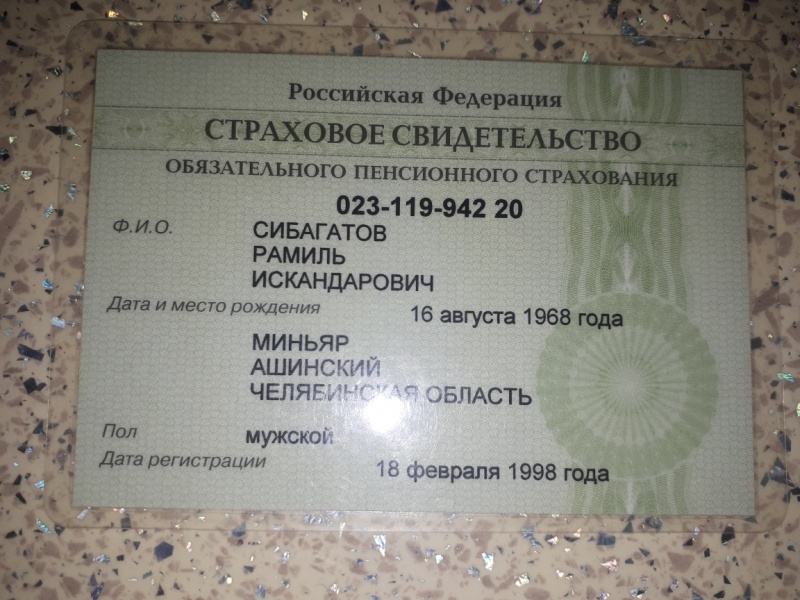 Российская Федерация
СТРАХОВОЕ СВИДЕТЕЛЬСТВО
ОБЯЗАТЕЛЬНОГО ПЕНСИОННОГО СТРАХОВАНИЯ
023-119-942 20
Ф.И.О. СИБАГАТОВ
РАМИЛЬ
ИСКАНДАРОВИЧ
Дата и место рождения 16 августа 1968 года
МИНЬЯР
АШИНСКИЙ
ЧЕЛЯБИНСКАЯ ОБЛАСТЬ
Пол мужской
Дата регистрации 18 февраля 1998 года